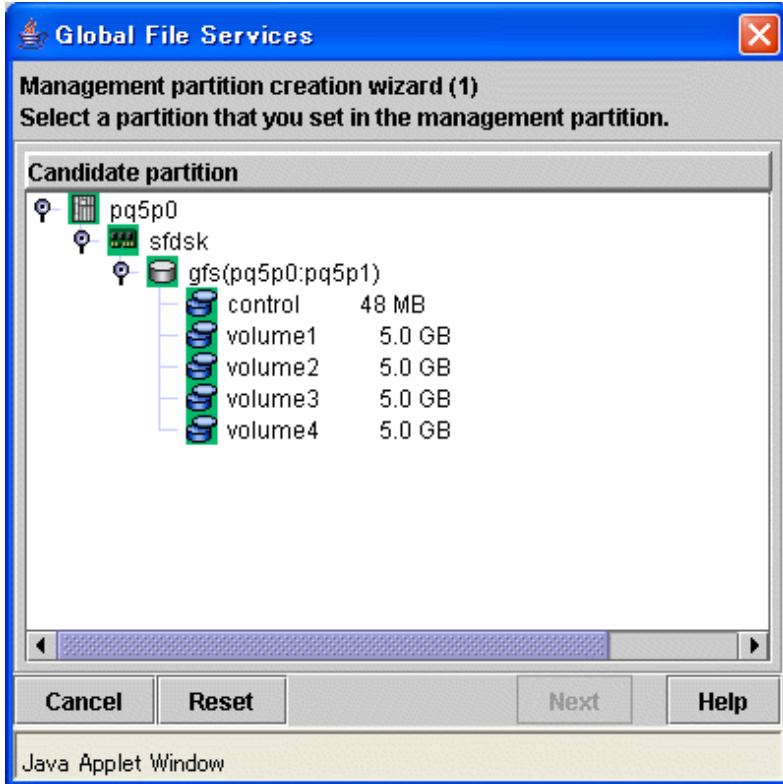 Global File Services
Management partition creation wizard (1)
Select a partition that you set in the management partition.
Candidate partition
pq5p0
sfdsk
gfs(pq5p0:pq5p1)
control 48 MB
volume1 5.0 GB
volume2 5.0 GB
volume3 5.0 GB
volume4 5.0 GB
Cancel Reset Next Help
Java Applet Window